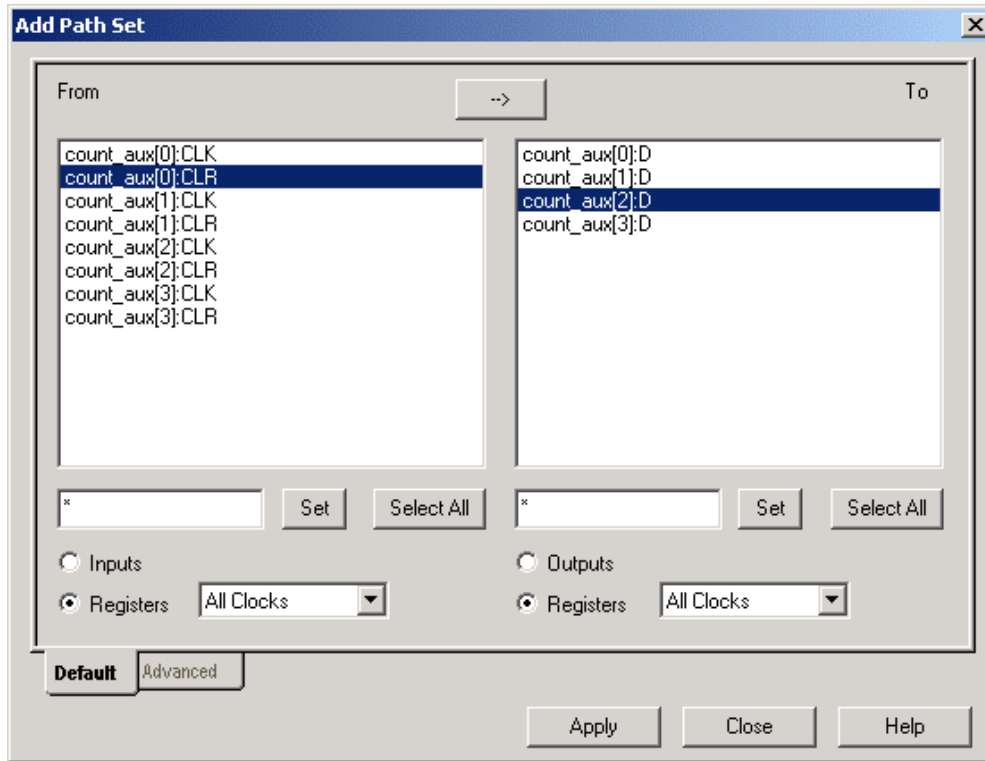 Add Path Set
From
-->
To
count_aux[0]:CLK
count_aux[0]:CLR
count_aux[1]:CLK
count_aux[1]:CLR
count_aux[2]:CLK
count_aux[2]:CLR
count_aux[3]:CLK
count_aux[3]:CLR
count_aux[0]:D
count_aux[1]:D
count_aux[2]:D
count_aux[3]:D
* Set Select All
* Set Select All
Inputs
Registers All Clocks
Outputs
Registers All Clocks
Default Advanced
Apply Close Help